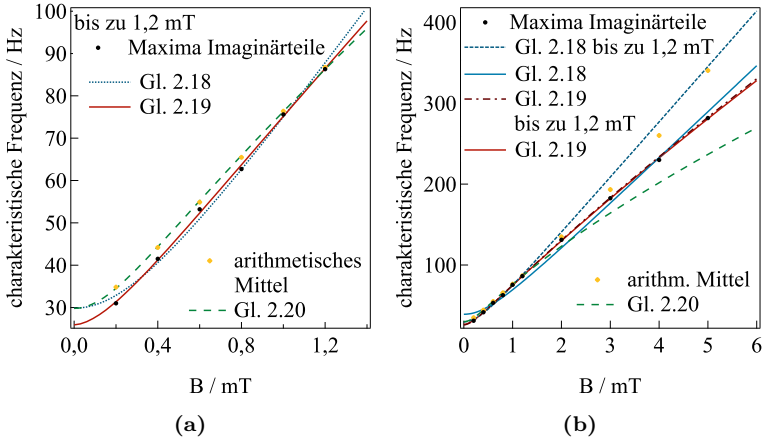 bis zu 1,2 mT
Maxima Imaginärteile
Gl. 2.18
Gl. 2.19
arithmetisches
Mittel
Gl. 2.20
charakteristische Frequenz / Hz
100
90
80
70
60
50
40
30
0,0
0,4
0,8
1,2
B / mT
(a)
Maxima Imaginärteile
Gl. 2.18 bis zu 1,2 mT
Gl. 2.18
Gl. 2.19
bis zu 1,2 mT
Gl. 2.19
arithm. Mittel
Gl. 2.20
charakteristische Frequenz / Hz
400
300
200
100
0
1
2
3
4
5
6
B / mT
(b)